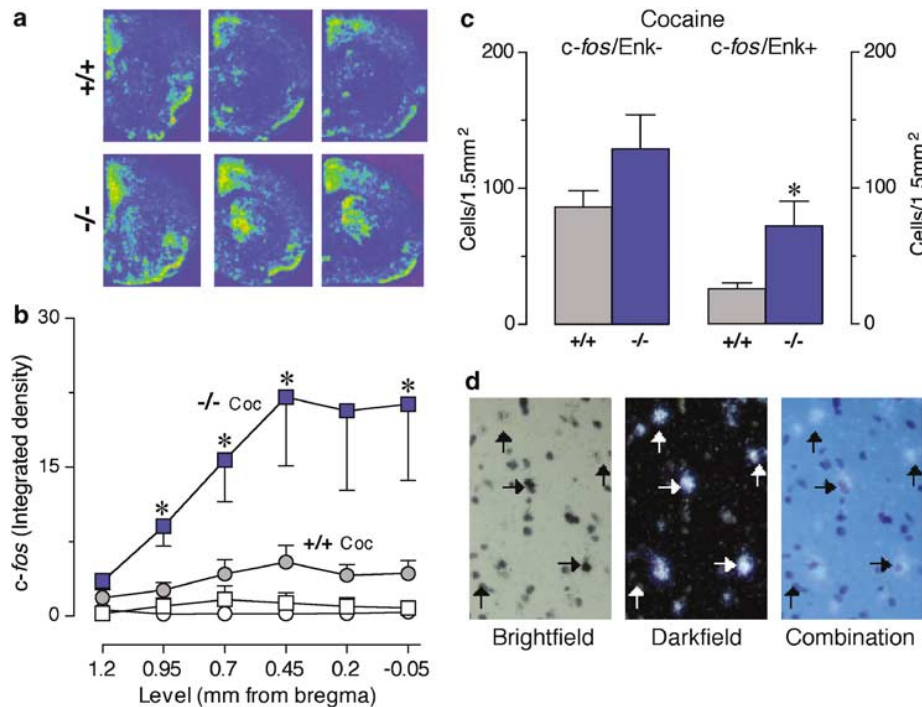 a
+/+
-/-
b
30
15
0
c-fos (Integrated density)
-/- Coc
+/+ Coc
*
*
*
*
1.2 0.95 0.7 0.45 0.2 -0.05
Level (mm from bregma)
c
Cocaine
c-fos/Enk- c-fos/Enk+
200
100
0
Cells/1.5mm²
*
200
100
0
Cells/1.5mm²
+/+ -/- +/+ -/-
d
Brightfield Darkfield Combination